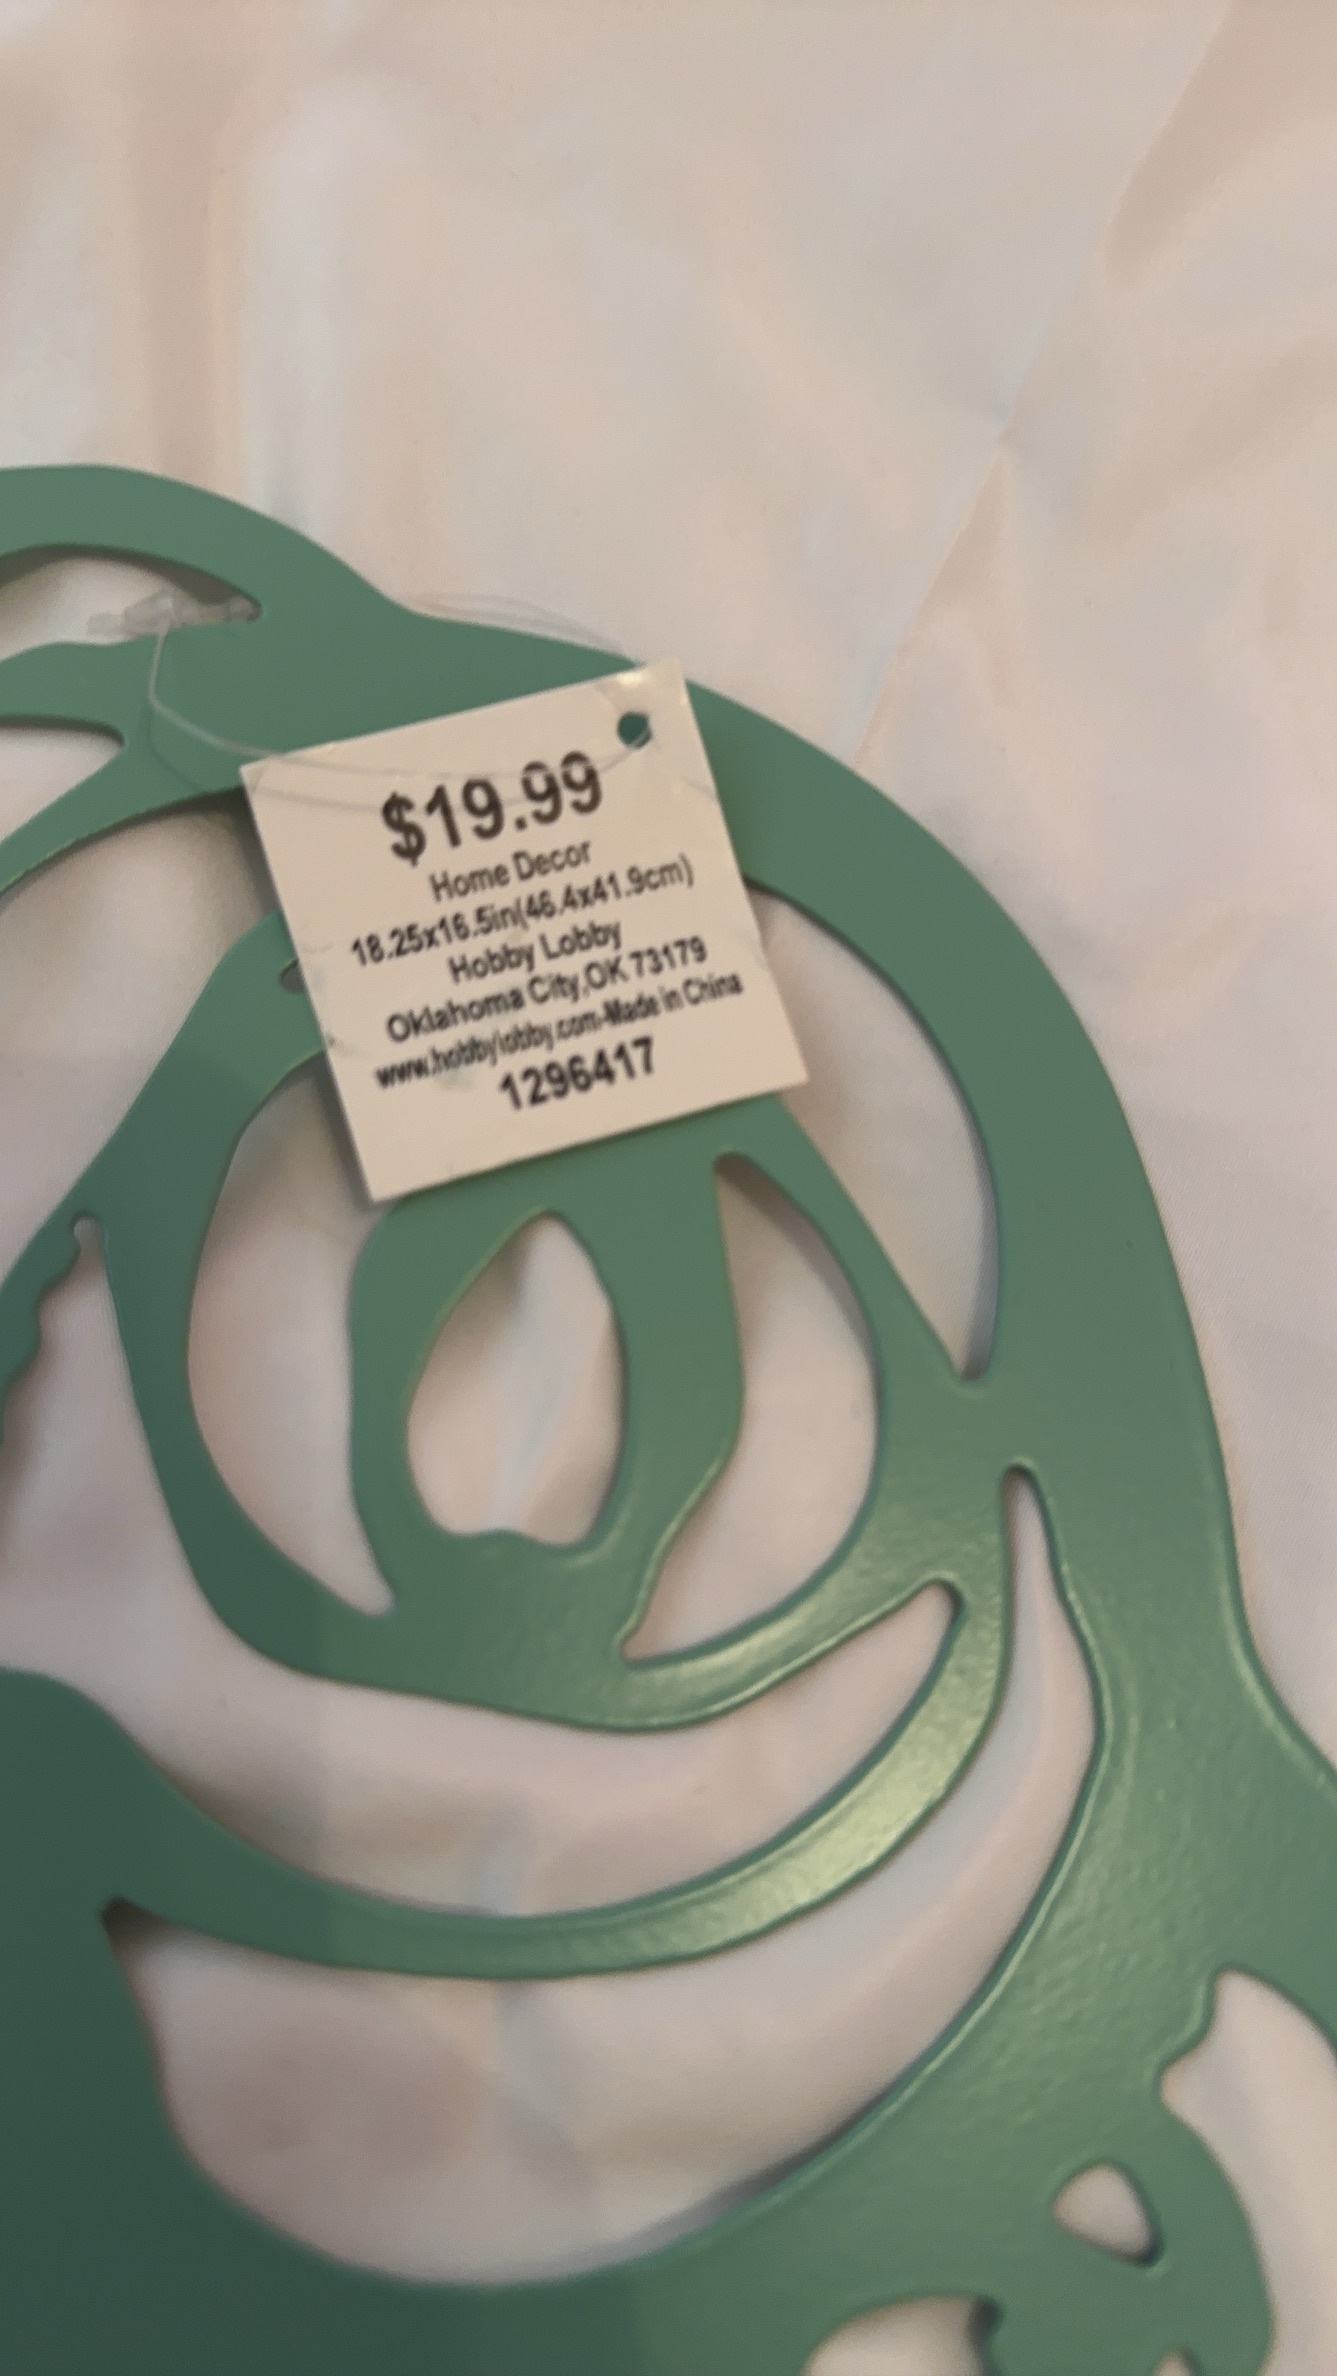 $19.99
Home Decor
18.25x16.5in(46.4x41.9cm)
Hobby Lobby
Oklahoma City,OK 73179
www.hobbylobby.com-Made in China
1296417